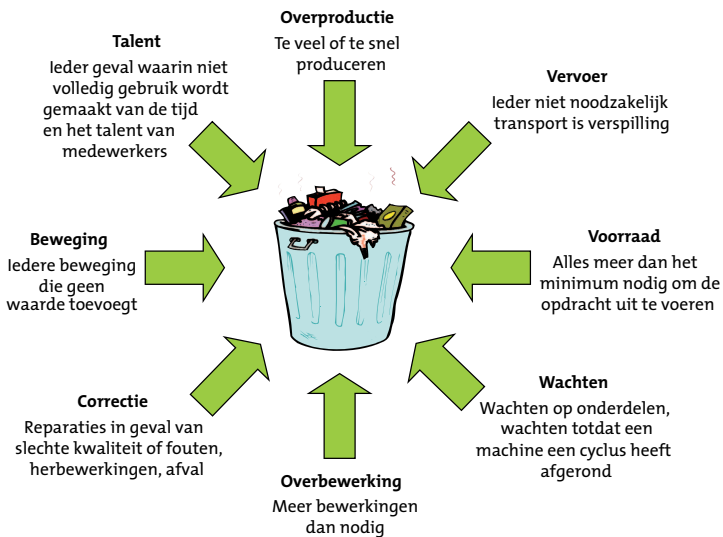 Overproductie
Te veel of te snel
produceren
Vervoer
Ieder niet noodzakelijk
transport is verspilling
Voorraad
Alles meer dan het
minimum nodig om de
opdracht uit te voeren
Wachten
Wachten op onderdelen,
wachten totdat een
machine een cyclus heeft
afgerond
Overbewerking
Meer bewerkingen
dan nodig
Correctie
Reparaties in geval van
slechte kwaliteit of fouten,
herbewerkingen, afval
Beweging
Iedere beweging
die geen
waarde toevoegt
Talent
Ieder geval waarin niet
volledig gebruik wordt
gemaakt van de tijd
en het talent van
medewerkers